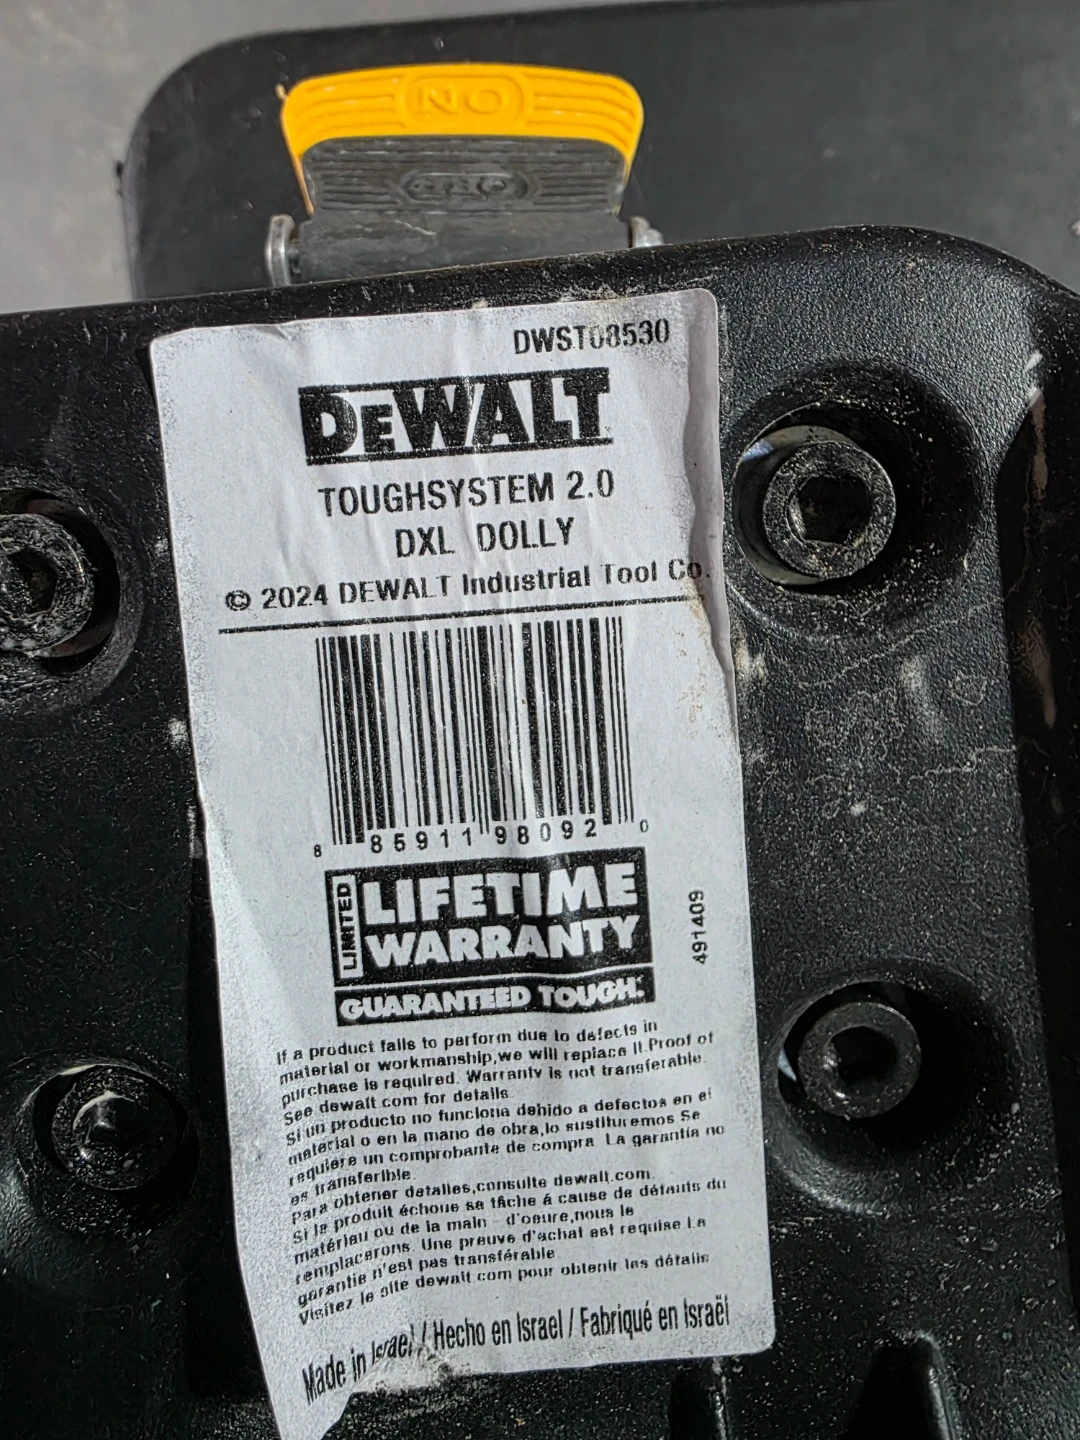 ON
OFF
DWST08530
DEWALT
TOUGHSYSTEM 2.0
DXL DOLLY
© 2024 DEWALT Industrial Tool Co.
8 85911 98092 0
LIMITED
LIFETIME
WARRANTY
GUARANTEED TOUGH.
491409
If a product fails to perform due to defects in
material or workmanship,we will replace it.Proof of
purchase is required. Warranty is not transferable.
See dewalt com for details
Si un producto no funciona debido a defectos en el
material o en la mano de obra,lo sustituiremos Se
requiere un comprobante de compra. La garantia no
es transferible.
Para obtener detalles,consulte dewalt.com.
Si le produit échoue sa tâche á cause de défauts du
matériau ou de la main - d'oeure,nous le
remplacerons. Une preuve d'achat est requise La
garantie n'est pas transférable
Visitez le site dewalt com pour obtenir les détails
Made in Israel / Hecho en Israel / Fabriqué en Israël